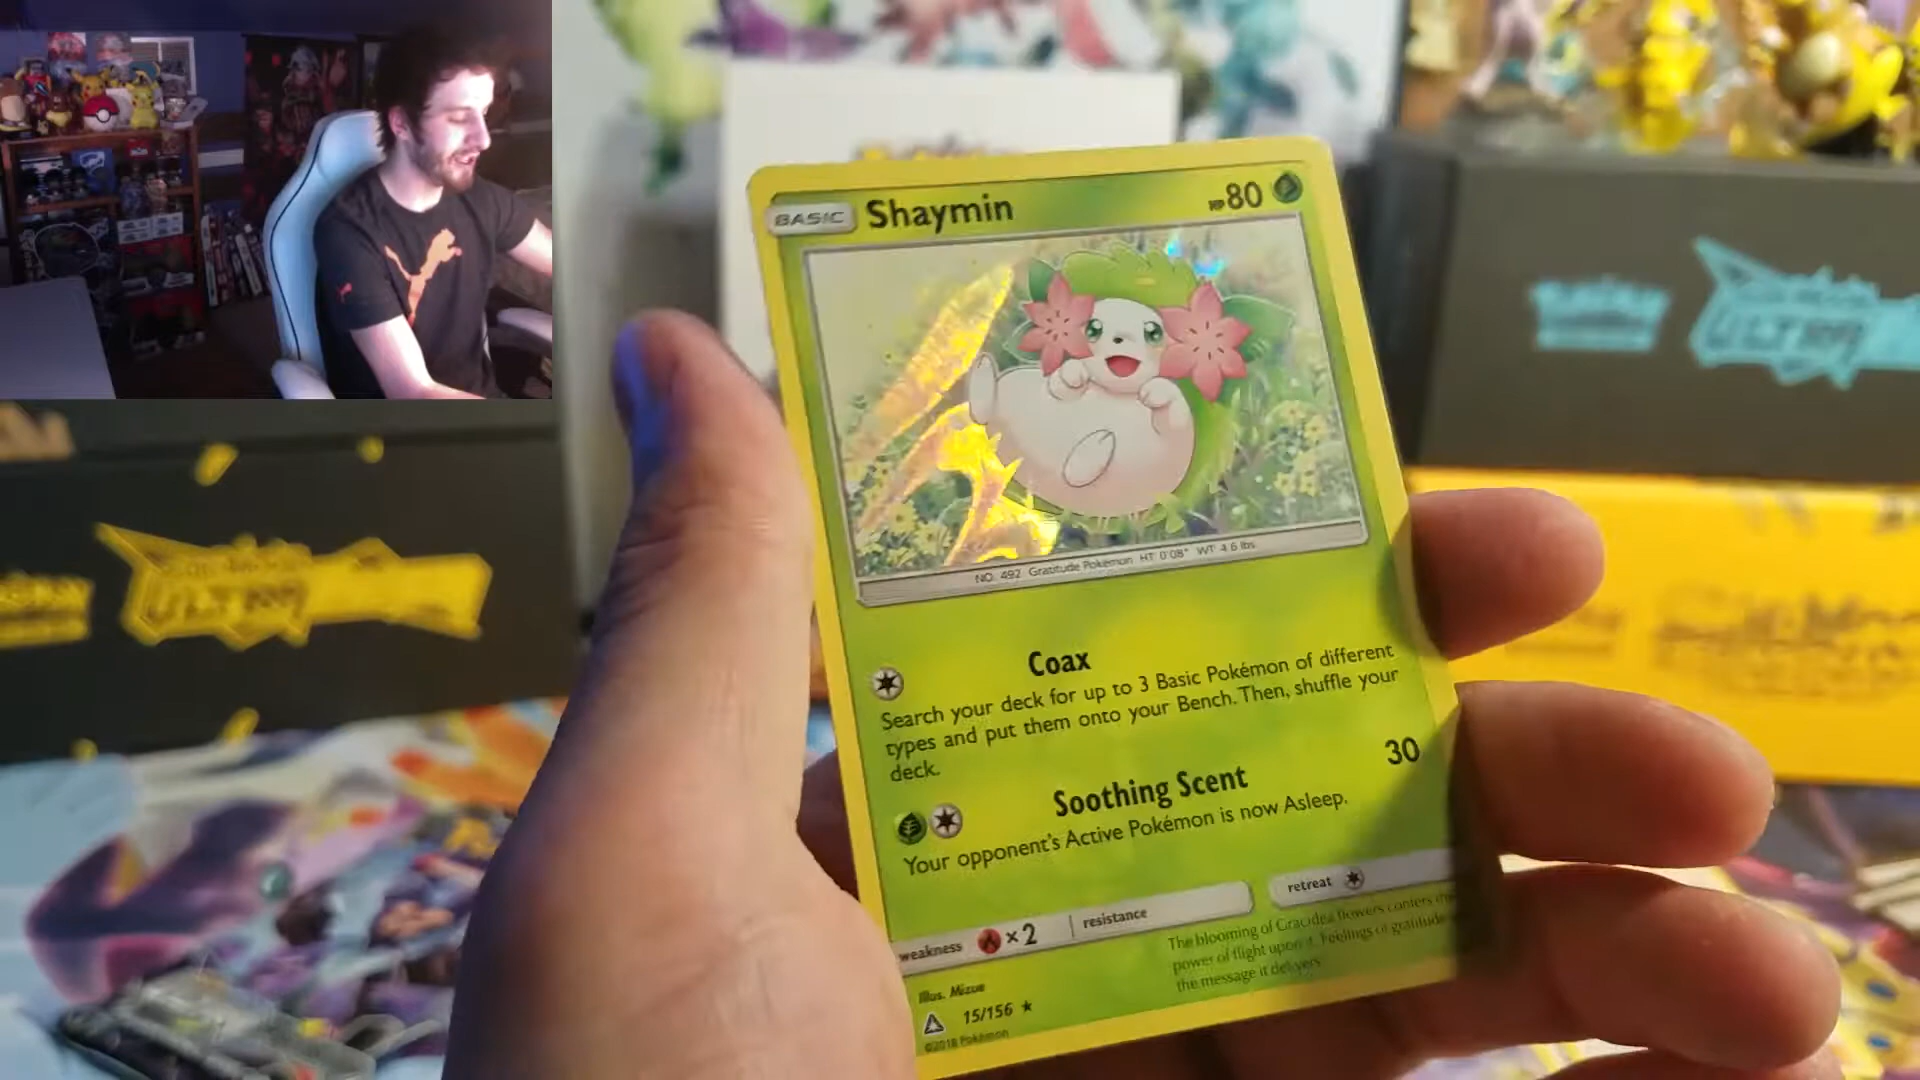 BASIC Shaymin HP80
NO. 492 Gratitude Pokémon HT: 0'08" WT: 4.6 lbs.
Coax
Search your deck for up to 3 Basic Pokémon of different
types and put them onto your Bench. Then, shuffle your
deck.
Soothing Scent 30
Your opponent's Active Pokémon is now Asleep.
weakness ×2 resistance
retreat
The blooming of Gracidea flowers confers the
power of flight upon it. Feelings of gratitude
the message it delivers.
Illus. Mizue
15/156 ★
©2018 Pokémon
ULTRA
ULTRA